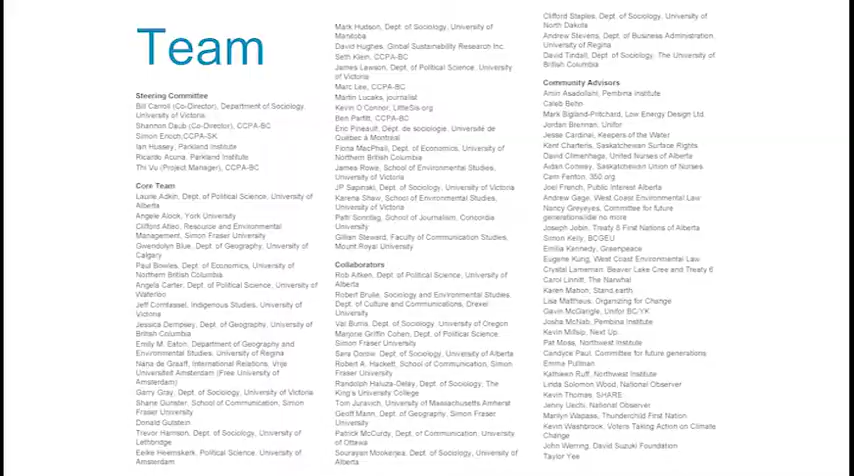 Team
Steering Committee
Bill Carroll (Co-Director), Department of Sociology,
University of Victoria
Shannon Daub (Co-Director), CCPA-BC
Simon Enoch,CCPA-SK
Ian Hussey, Parkland Institute
Ricardo Acuna, Parkland Institute
Thi Vu (Project Manager), CCPA-BC
Core Team
Laurie Adkin, Dept. of Political Science, University of
Alberta
Angele Alook, York University
Clifford Atleo, Resource and Environmental
Management, Simon Fraser University
Gwendolyn Blue, Dept. of Geography, University of
Calgary
Paul Bowles, Dept. of Economics, University of
Northern British Columbia
Angela Carter, Dept. of Political Science, University of
Waterloo
Jeff Corntassel, Indigenous Studies, University of
Victoria
Jessica Dempsey, Dept. of Geography, University of
British Columbia
Emily M. Eaton, Department of Geography and
Environmental Studies, University of Regina
Nana de Graaff, International Relations, Vrije
Universiteit Amsterdam (Free University of
Amsterdam)
Garry Gray, Dept. of Sociology, University of Victoria
Shane Gunster, School of Communication, Simon
Fraser University
Donald Gutstein
Trevor Harrison, Dept. of Sociology, University of
Lethbridge
Eelke Heemskerk, Political Science, University of
Amsterdam
Mark Hudson, Dept. of Sociology, University of
Manitoba
David Hughes, Global Sustainability Research Inc.
Seth Klein, CCPA-BC
James Lawson, Dept. of Political Science, University
of Victoria
Marc Lee, CCPA-BC
Martin Lucaks, journalist
Kevin O Connor, LittleSis.org
Ben Parfitt, CCPA-BC
Eric Pineault, Dept. de sociologie, Université de
Québec à Montréal
Fiona MacPhail, Dept. of Economics, University of
Northern British Columbia
James Rowe, School of Environmental Studies,
University of Victoria
JP Sapinski, Dept. of Sociology, University of Victoria
Karena Shaw, School of Environmental Studies,
University of Victoria
Patti Sonntag, School of Journalism, Concordia
University
Gillian Steward, Faculty of Communication Studies,
Mount Royal University
Collaborators
Rob Aitken, Dept. of Political Science, University of
Alberta
Robert Brulle, Sociology and Environmental Studies,
Dept. of Culture and Communications, Drexel
University
Val Burris, Dept. of Sociology, University of Oregon
Marjorie Griffin Cohen, Dept. of Political Science,
Simon Fraser University
Sara Dorow, Dept. of Sociology, University of Alberta
Robert A. Hackett, School of Communication, Simon
Fraser University
Randolph Haluza-Delay, Dept. of Sociology, The
King's University College
Tom Juravich, University of Massachusetts Amherst
Geoff Mann, Dept. of Geography, Simon Fraser
University
Patrick McCurdy, Dept. of Communication, University
of Ottawa
Sourayan Mookerjea, Dept. of Sociology, University of
Alberta
Clifford Staples, Dept. of Sociology, University of
North Dakota
Andrew Stevens, Dept. of Business Administration,
University of Regina
David Tindall, Dept. of Sociology, The University of
British Columbia
Community Advisors
Amin Asadollahi, Pembina Institute
Caleb Behn
Mark Bigland-Pritchard, Low Energy Design Ltd.
Jordan Brennan, Unifor
Jesse Cardinal, Keepers of the Water
Kent Charteris, Saskatchewan Surface Rights
David Climenhaga, United Nurses of Alberta
Aidan Conway, Saskatchewan Union of Nurses
Cam Fenton, 350.org
Joel French, Public Interest Alberta
Andrew Gage, West Coast Environmental Law
Nancy Greyeyes, Committee for future
generations/idle no more
Joseph Jobin, Treaty 8 First Nations of Alberta
Simon Kelly, BCGEU
Emilia Kennedy, Greenpeace
Eugene Kung, West Coast Environmental Law
Crystal Lameman, Beaver Lake Cree and Treaty 6
Carol Linnitt, The Narwhal
Karen Mahon, Stand.earth
Lisa Matthaus, Organizing for Change
Gavin McGarrigle, Unifor BC/YK
Josha McNab, Pembina Institute
Kevin Millsip, Next Up
Pat Moss, Northwest Institute
Candyce Paul, Committee for future generations
Emma Pullman
Kathleen Ruff, Northwest Institute
Linda Solomon Wood, National Observer
Kevin Thomas, SHARE
Jenny Uechi, National Observer
Marilyn Wapass, Thunderchild First Nation
Kevin Washbrook, Voters Taking Action on Climate
Change
John Werring, David Suzuki Foundation
Taylor Yee